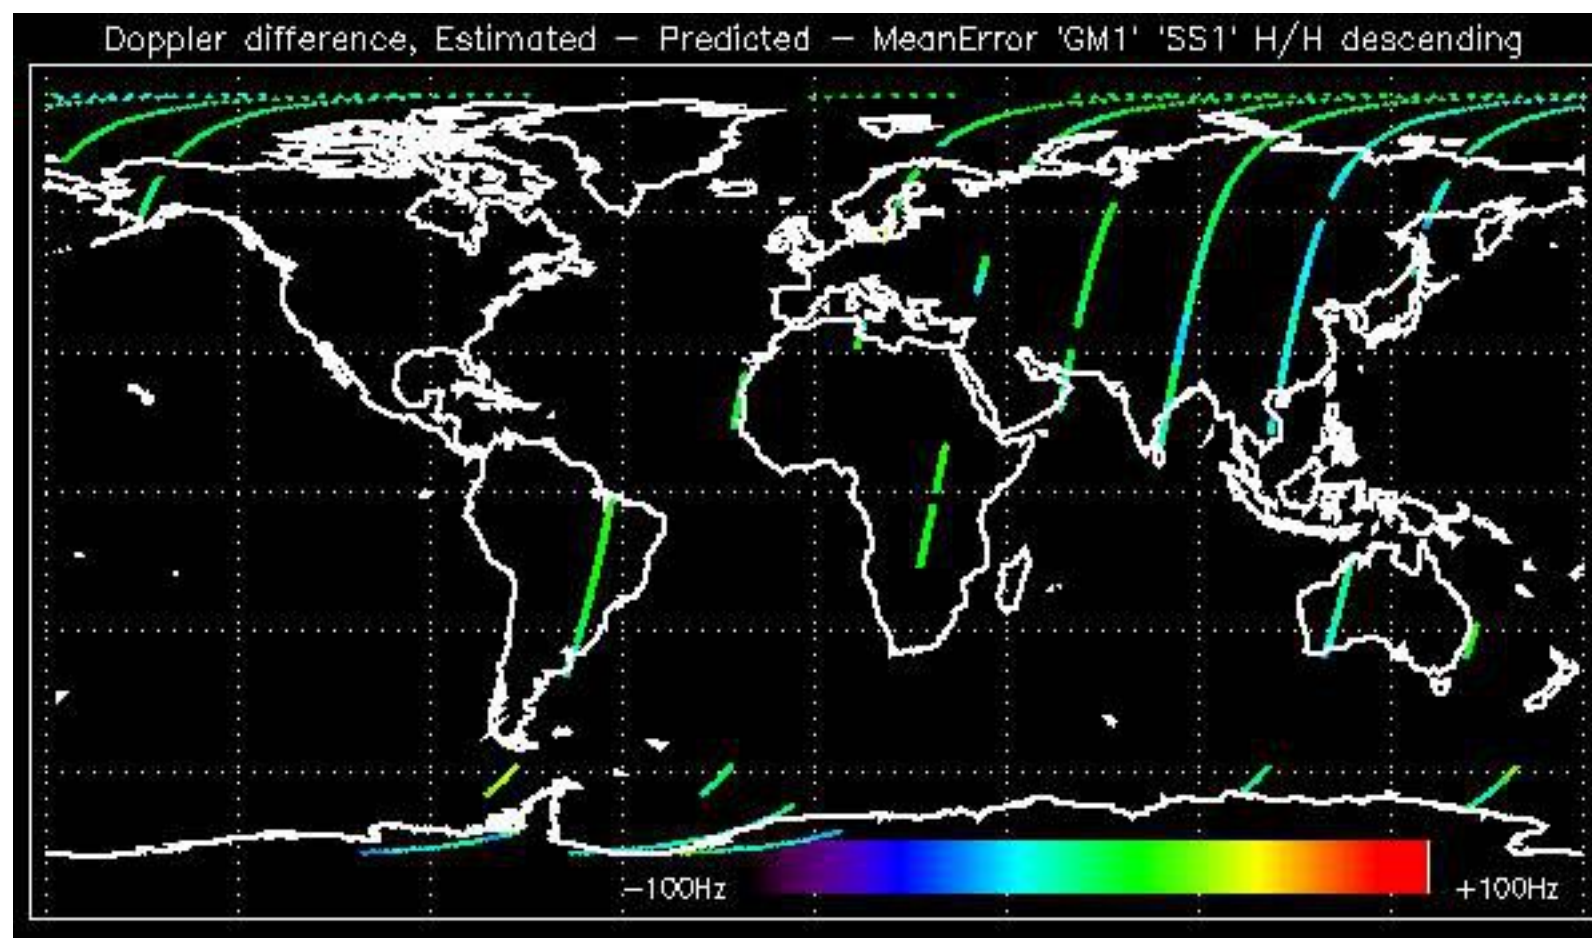 Doppler difference, Estimated – Predicted – MeanError 'GM1' 'SS1' H/H descending
−100Hz
+100Hz